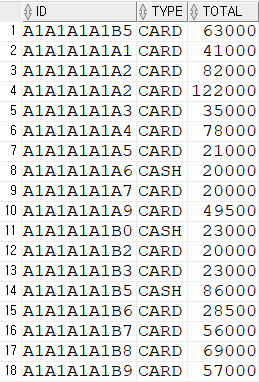 ID TYPE TOTAL
1 A1A1A1A1B5 CARD 63000
2 A1A1A1A1A1 CARD 41000
3 A1A1A1A1A2 CARD 82000
4 A1A1A1A1A2 CARD 122000
5 A1A1A1A1A3 CARD 35000
6 A1A1A1A1A4 CARD 78000
7 A1A1A1A1A5 CARD 21000
8 A1A1A1A1A6 CASH 20000
9 A1A1A1A1A7 CARD 20000
10 A1A1A1A1A9 CARD 49500
11 A1A1A1A1B0 CASH 23000
12 A1A1A1A1B2 CARD 20000
13 A1A1A1A1B3 CARD 23000
14 A1A1A1A1B5 CASH 86000
15 A1A1A1A1B6 CARD 28500
16 A1A1A1A1B7 CARD 56000
17 A1A1A1A1B8 CARD 69000
18 A1A1A1A1B9 CARD 57000